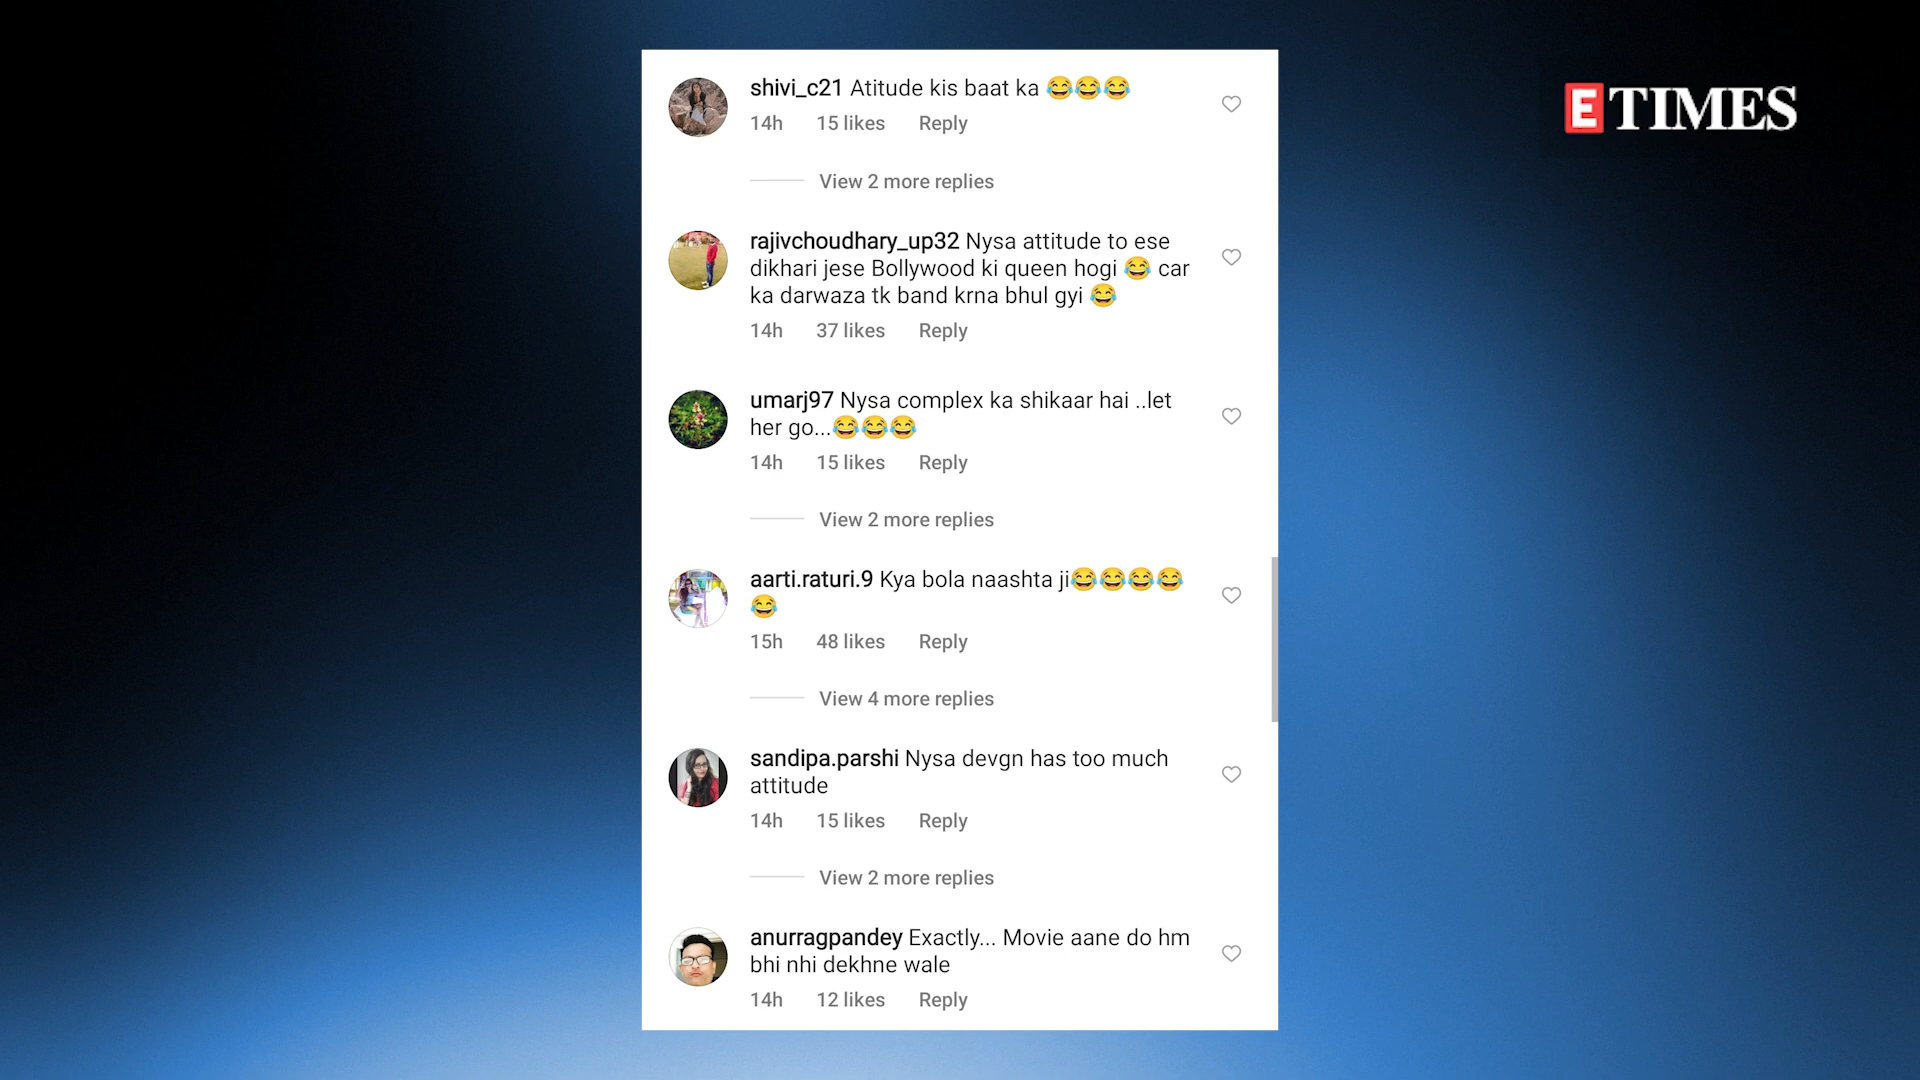 E TIMES
shivi_c21 Atitude kis baat ka 😂😂😂
14h 15 likes Reply
View 2 more replies
rajivchoudhary_up32 Nysa attitude to ese
dikhari jese Bollywood ki queen hogi 😂 car
ka darwaza tk band krna bhul gyi 😂
14h 37 likes Reply
umarj97 Nysa complex ka shikaar hai ..let
her go...😂😂😂
14h 15 likes Reply
View 2 more replies
aarti.raturi.9 Kya bola naashta ji😂😂😂😂
😂
15h 48 likes Reply
View 4 more replies
sandipa.parshi Nysa devgn has too much
attitude
14h 15 likes Reply
View 2 more replies
anurragpandey Exactly... Movie aane do hm
bhi nhi dekhne wale
14h 12 likes Reply